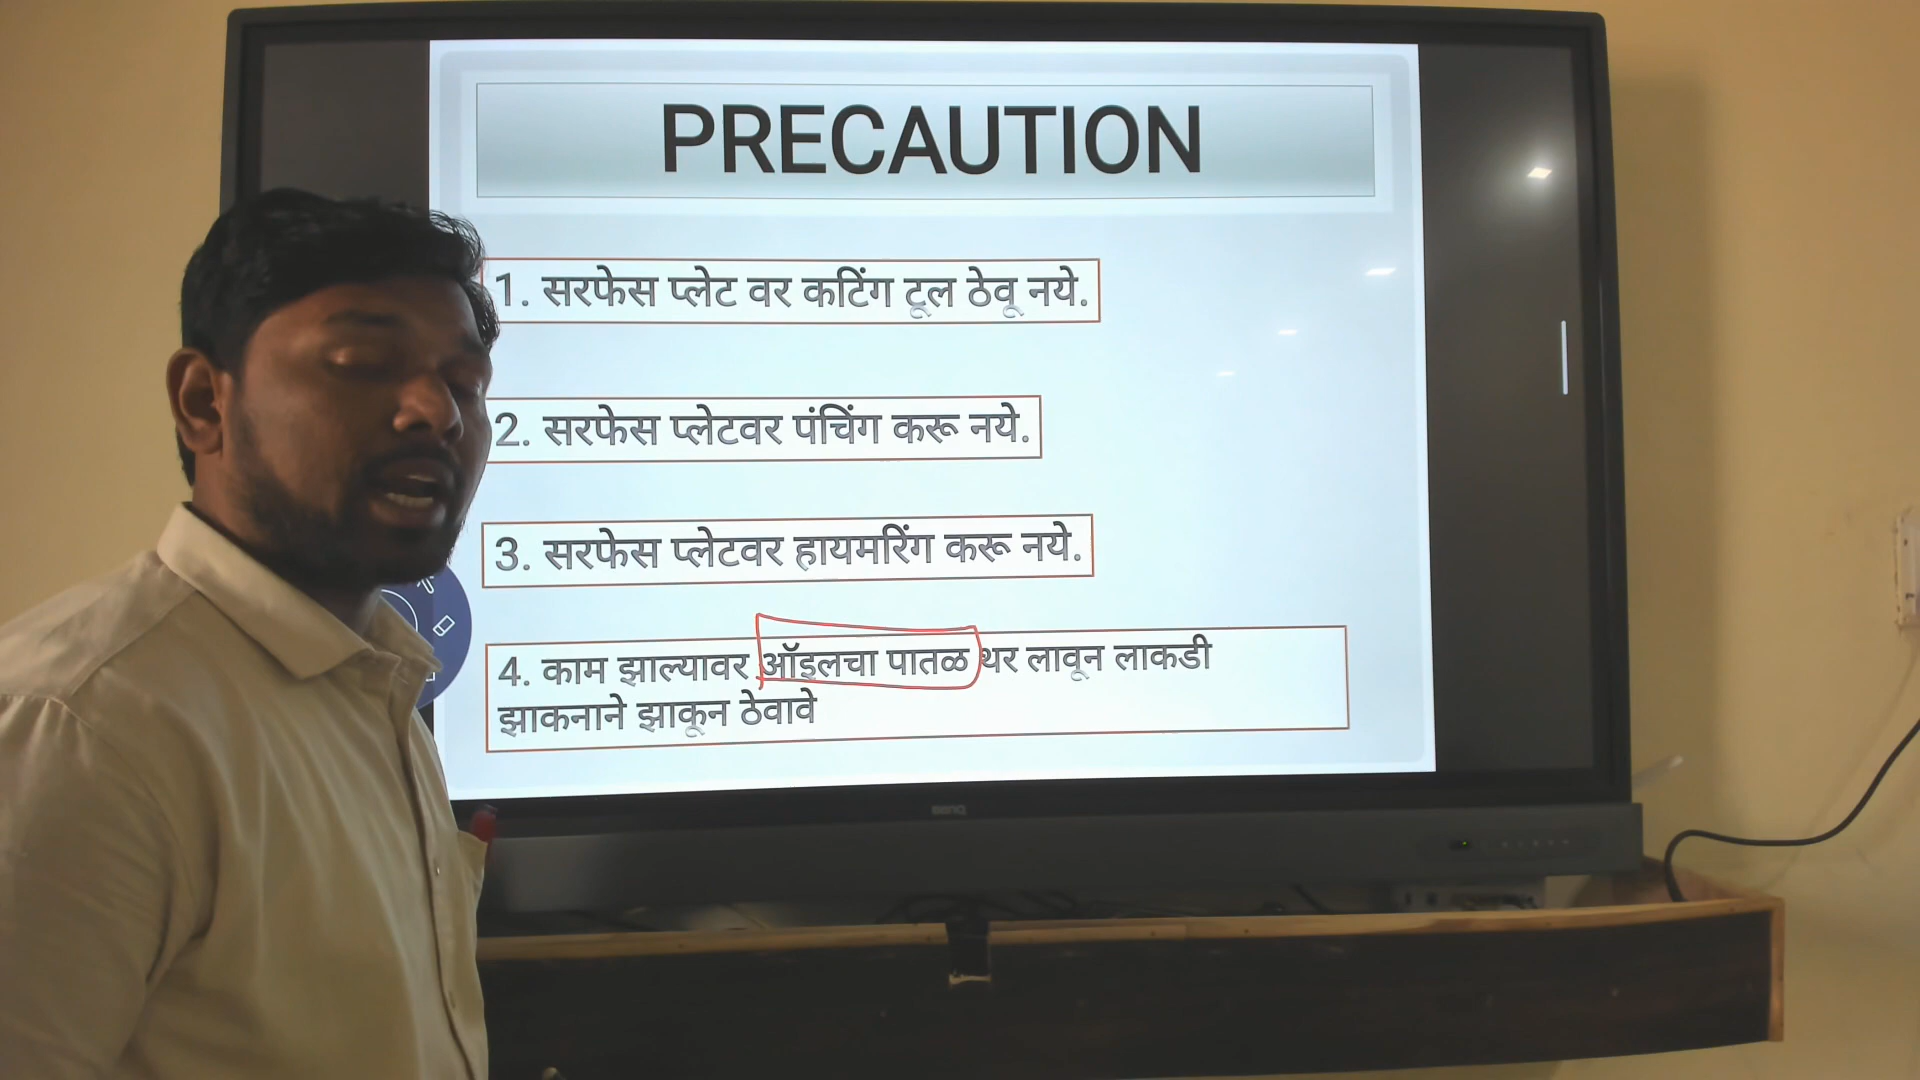 PRECAUTION
1. सरफेस प्लेट वर कटिंग टूल ठेवू नये.
2. सरफेस प्लेटवर पंचिंग करू नये.
3. सरफेस प्लेटवर हायमरिंग करू नये.
4. काम झाल्यावर ऑइलचा पातळ थर लावून लाकडी
झाकनाने झाकून ठेवावे
BenQ